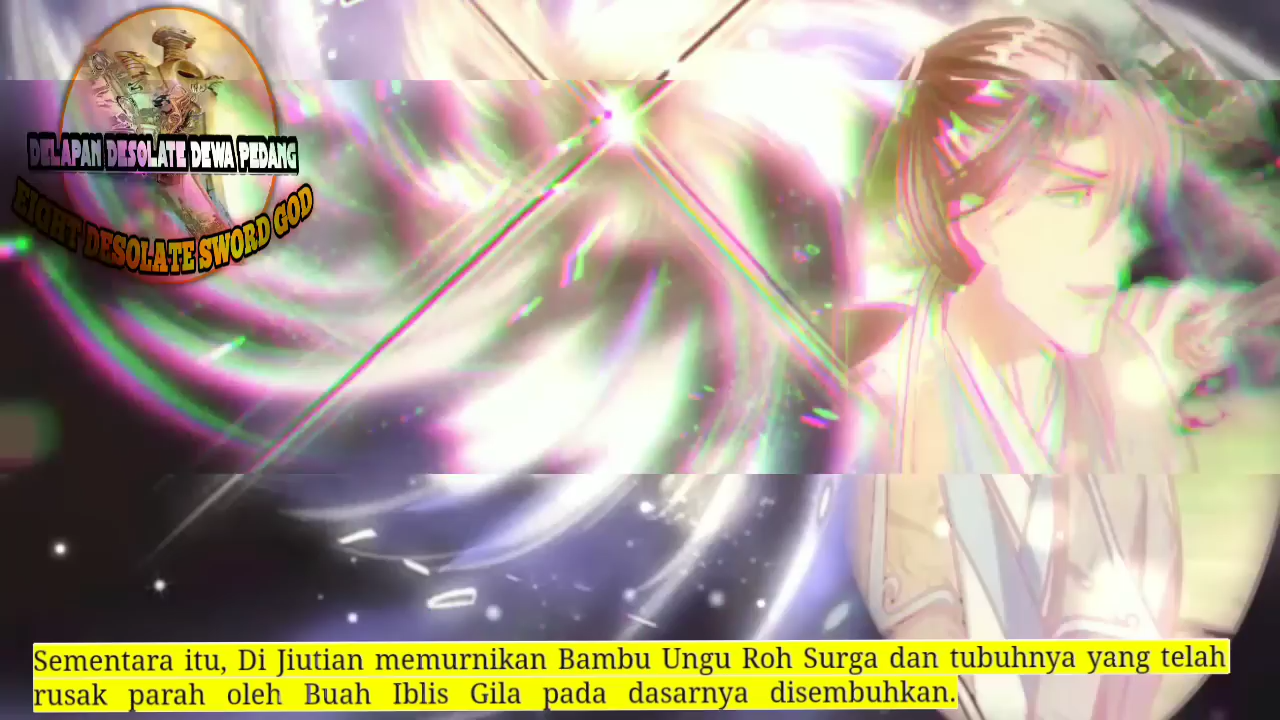 DELAPAN DESOLATE DEWA PEDANG
EIGHT DESOLATE SWORD GOD
Sementara itu, Di Jiutian memurnikan Bambu Ungu Roh Surga dan tubuhnya yang telah
rusak parah oleh Buah Iblis Gila pada dasarnya disembuhkan.